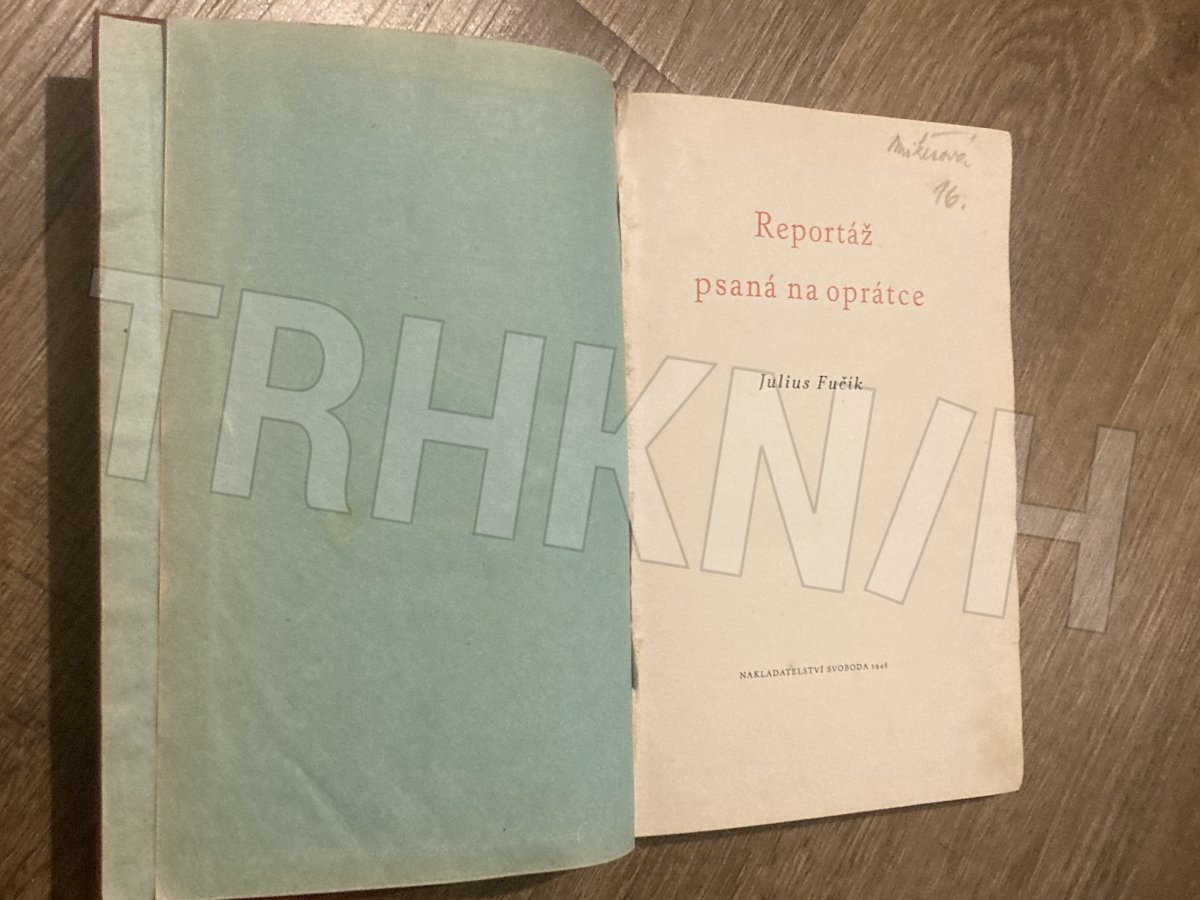 Mikešová
16.
Reportáž
psaná na oprátce
Julius Fučík
TRHKNIH
NAKLADATELSTVÍ SVOBODA 1948